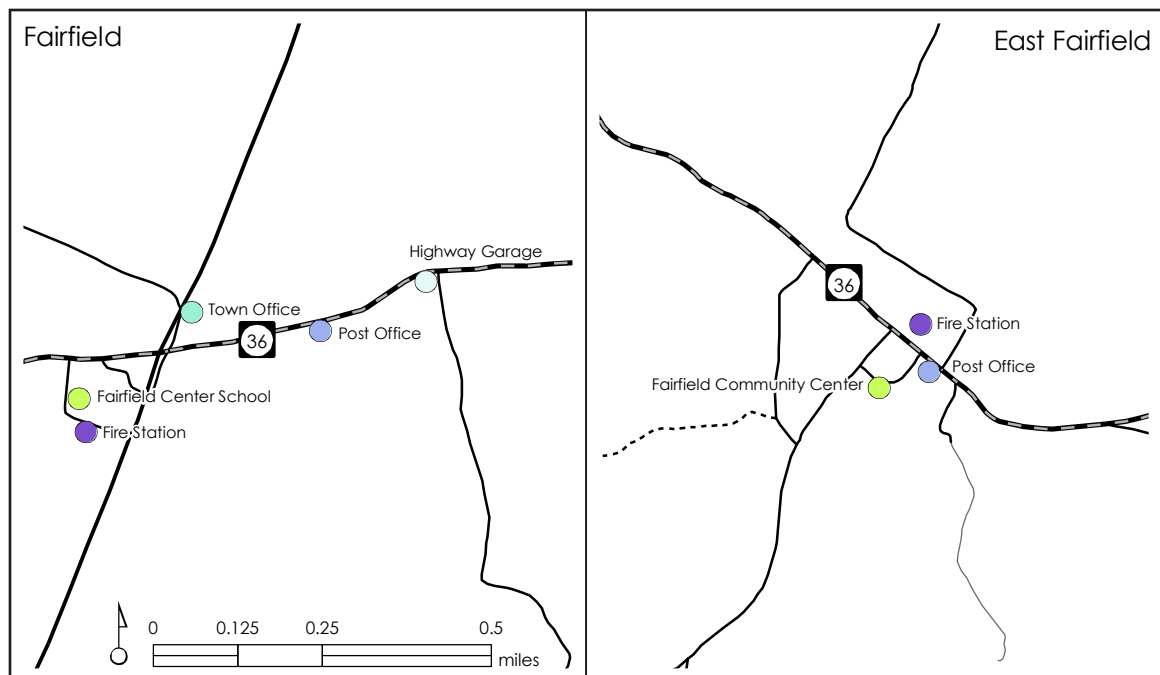 Fairfield
Highway Garage
Town Office
36
Post Office
Fairfield Center School
Fire Station
0 0.125 0.25 0.5
miles
East Fairfield
36
Fire Station
Post Office
Fairfield Community Center